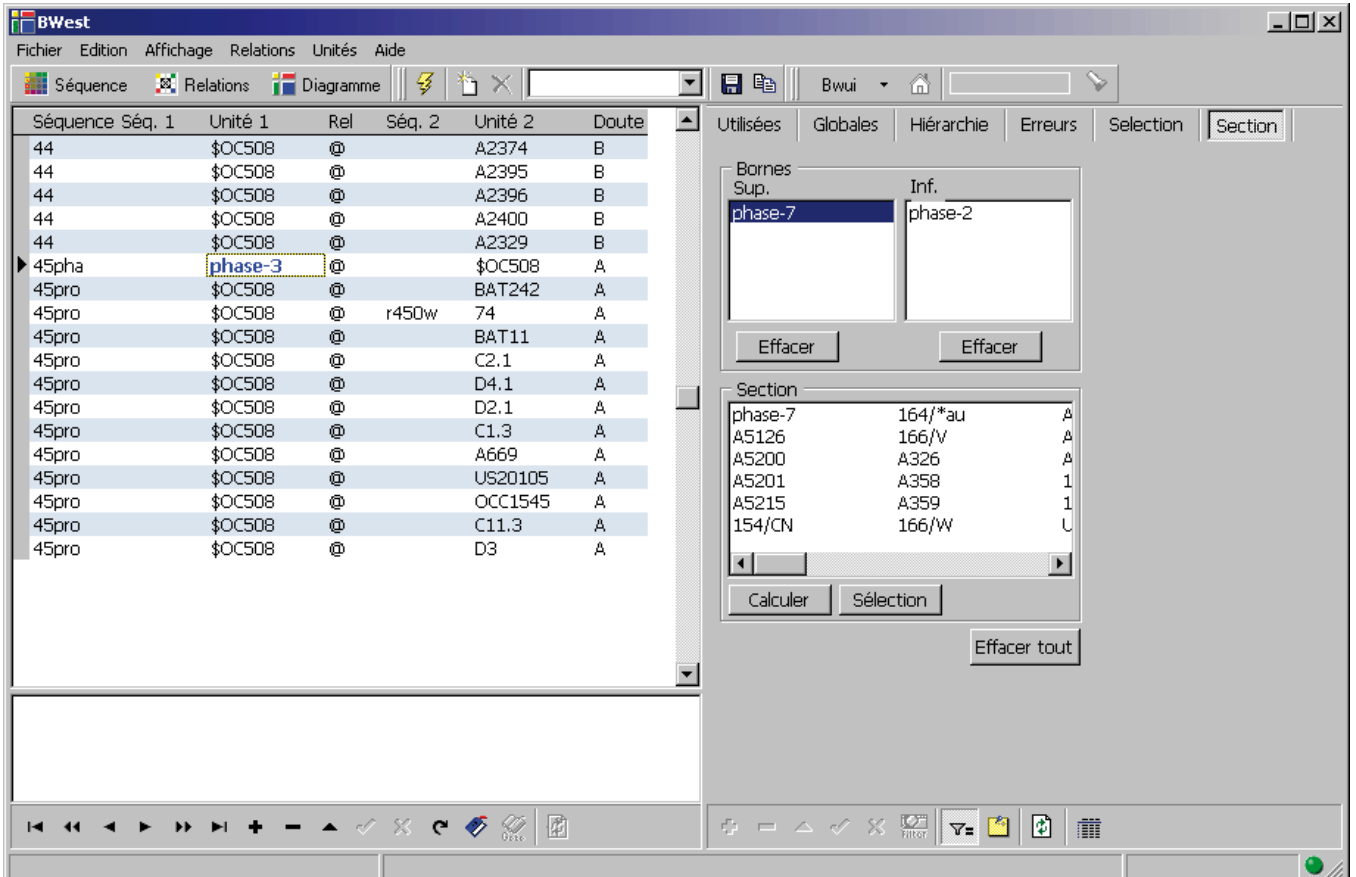 BWest
Fichier Edition Affichage Relations Unités Aide
Séquence Relations Diagramme Bwui
Séquence Séq. 1 Unité 1 Rel Séq. 2 Unité 2 Doute
44 $OC508 @ A2374 B
44 $OC508 @ A2395 B
44 $OC508 @ A2396 B
44 $OC508 @ A2400 B
44 $OC508 @ A2329 B
45pha phase-3 @ $OC508 A
45pro $OC508 @ BAT242 A
45pro $OC508 @ r450w 74 A
45pro $OC508 @ BAT11 A
45pro $OC508 @ C2.1 A
45pro $OC508 @ D4.1 A
45pro $OC508 @ D2.1 A
45pro $OC508 @ C1.3 A
45pro $OC508 @ A669 A
45pro $OC508 @ US20105 A
45pro $OC508 @ OCC1545 A
45pro $OC508 @ C11.3 A
45pro $OC508 @ D3 A
Utilisées Globales Hiérarchie Erreurs Selection Section
Bornes
Sup. Inf.
phase-7 phase-2
Effacer Effacer
Section
phase-7 164/*au A
A5126 166/V A
A5200 A326 A
A5201 A358 1
A5215 A359 1
154/CN 166/W U
Calculer Sélection
Effacer tout
Filter